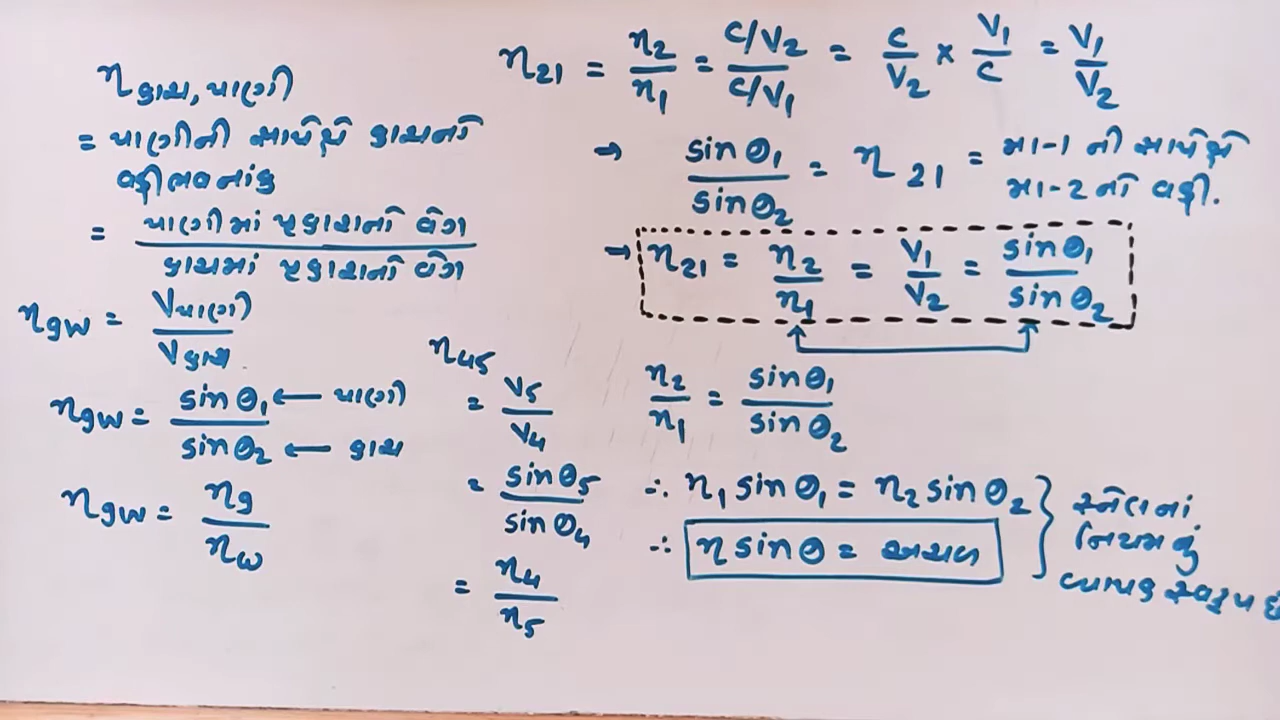 n કાચ, પાણી
= પાણીની સાપેક્ષે કાચનો
વક્રીભવનાંક
= પાણીમાં પ્રકાશનો વેગ / કાચમાં પ્રકાશનો વેગ
n_gw = V પાણી / V કાચ
n_gw = sinθ₁ ← પાણી / sinθ₂ ← કાચ
n_gw = n_g / n_w
n₄₅
= V₅ / V₄
= sinθ₅ / sinθ₄
= n₄ / n₅
n₂₁ = n₂/n₁ = (C/V₂)/(C/V₁) = C/V₂ × V₁/C = V₁/V₂
→ sinθ₁/sinθ₂ = n₂₁ = મા-1 ની સાપેક્ષે મા-2 નો વક્રી.
→ n₂₁ = n₂/n₁ = V₁/V₂ = sinθ₁/sinθ₂
n₂/n₁ = sinθ₁/sinθ₂
∴ n₁ sinθ₁ = n₂ sinθ₂
∴ n sinθ = અચળ
સ્નેલનાં
નિયમનું
વ્યાપક સ્વરૂપ છે